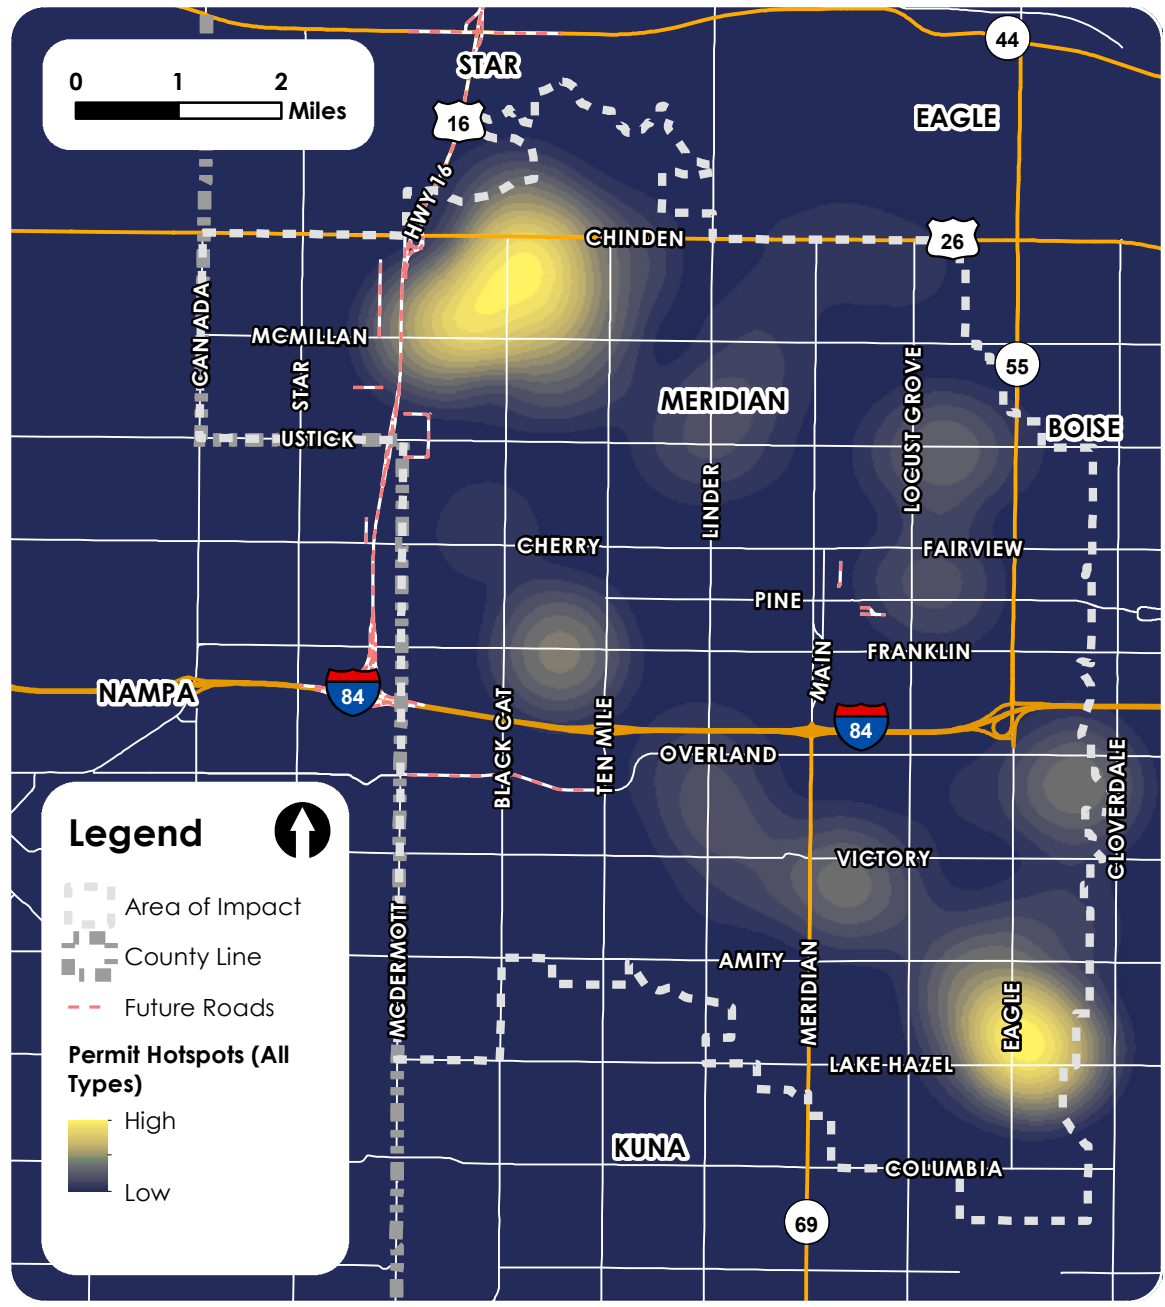 44
STAR
0 1 2
Miles
EAGLE
16
HWY 16
CHINDEN
26
CANADA
MCMILLAN
STAR
55
LOCUST GROVE
MERIDIAN
BOISE
USTICK
LINDER
CHERRY
FAIRVIEW
PINE
MAIN
FRANKLIN
NAMPA
84
84
BLACK CAT
TEN MILE
OVERLAND
CLOVERDALE
VICTORY
MCDERMOTT
AMITY
MERIDIAN
EAGLE
LAKE HAZEL
KUNA
COLUMBIA
69
Legend
Area of Impact
County Line
Future Roads
Permit Hotspots (All
Types)
High
Low